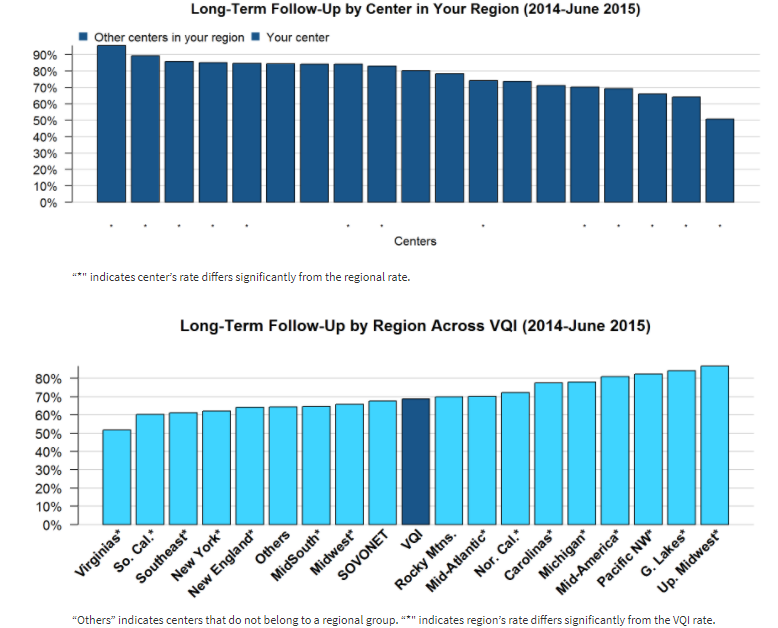 Long-Term Follow-Up by Center in Your Region (2014-June 2015)
Other centers in your region Your center
90%
80%
70%
60%
50%
40%
30%
20%
10%
0%
* * * * * * * * * * * * *
Centers
“*" indicates center’s rate differs significantly from the regional rate.
Long-Term Follow-Up by Region Across VQI (2014-June 2015)
80%
70%
60%
50%
40%
30%
20%
10%
0%
Virginias*
So. Cal.*
Southeast*
New York*
New England*
Others
MidSouth*
Midwest*
SOVONET
VQI
Rocky Mtns.
Mid-Atlantic*
Nor. Cal.*
Carolinas*
Michigan*
Mid-America*
Pacific NW*
G. Lakes*
Up. Midwest*
“Others” indicates centers that do not belong to a regional group. “*" indicates region’s rate differs significantly from the VQI rate.